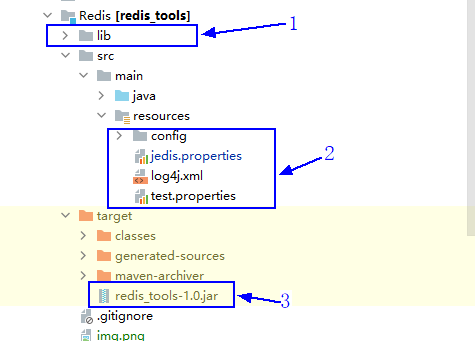 Redis [redis_tools]
1
lib
src
main
java
resources
config
2
jedis.properties
log4j.xml
test.properties
target
classes
generated-sources
maven-archiver
redis_tools-1.0.jar
3
.gitignore
img.png